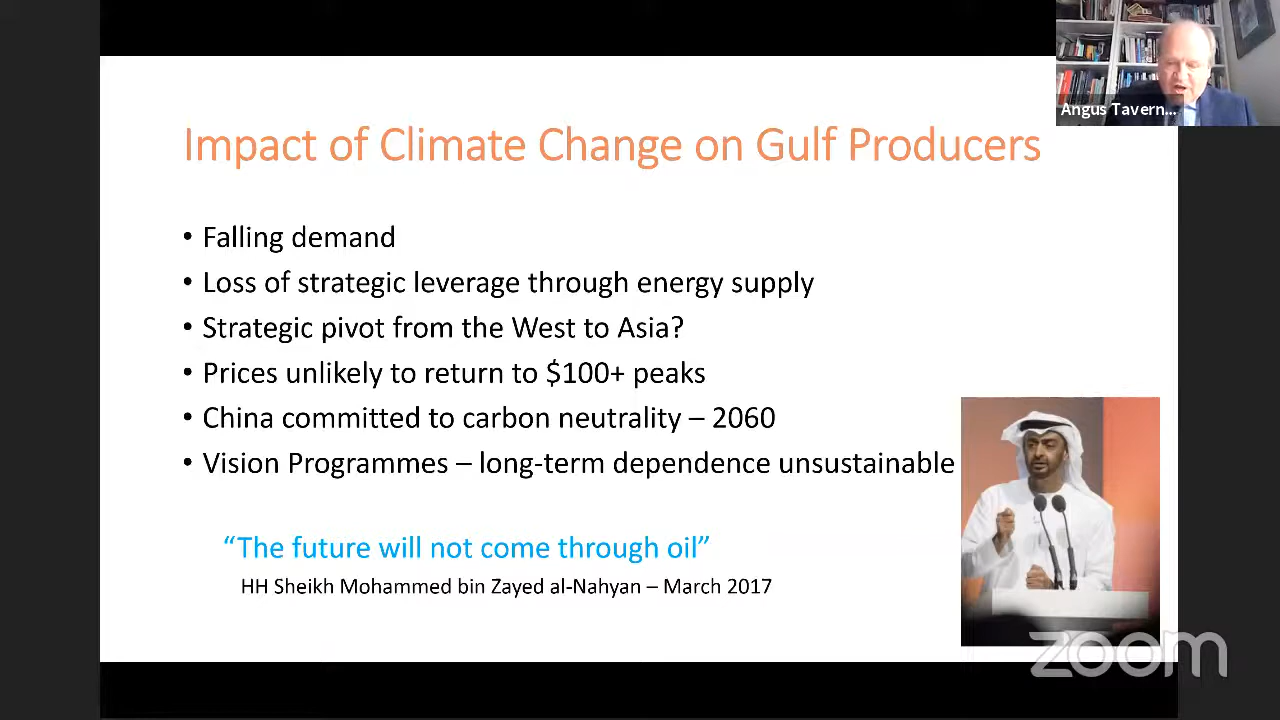 Angus Tavern...
Impact of Climate Change on Gulf Producers
• Falling demand
• Loss of strategic leverage through energy supply
• Strategic pivot from the West to Asia?
• Prices unlikely to return to $100+ peaks
• China committed to carbon neutrality – 2060
• Vision Programmes – long-term dependence unsustainable
“The future will not come through oil”
HH Sheikh Mohammed bin Zayed al-Nahyan – March 2017
zoom